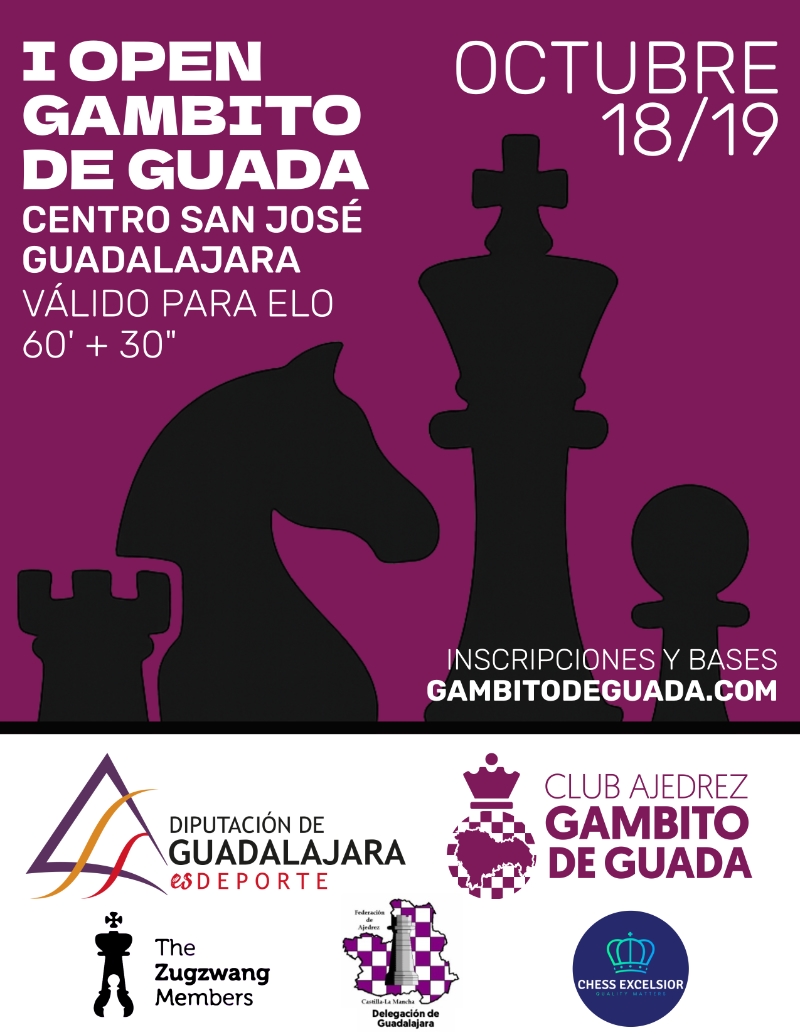 I OPEN
GAMBITO
DE GUADA
CENTRO SAN JOSÉ
GUADALAJARA
VÁLIDO PARA ELO
60' + 30"
OCTUBRE
18/19
INSCRIPCIONES Y BASES
GAMBITODEGUADA.COM
DIPUTACIÓN DE
GUADALAJARA
esDEPORTE
CLUB AJEDREZ
GAMBITO
DE GUADA
The
Zugzwang
Members
Federación
de
Ajedrez
Castilla-La Mancha
Delegación de
Guadalajara
CHESS EXCELSIOR
QUALITY MATTERS